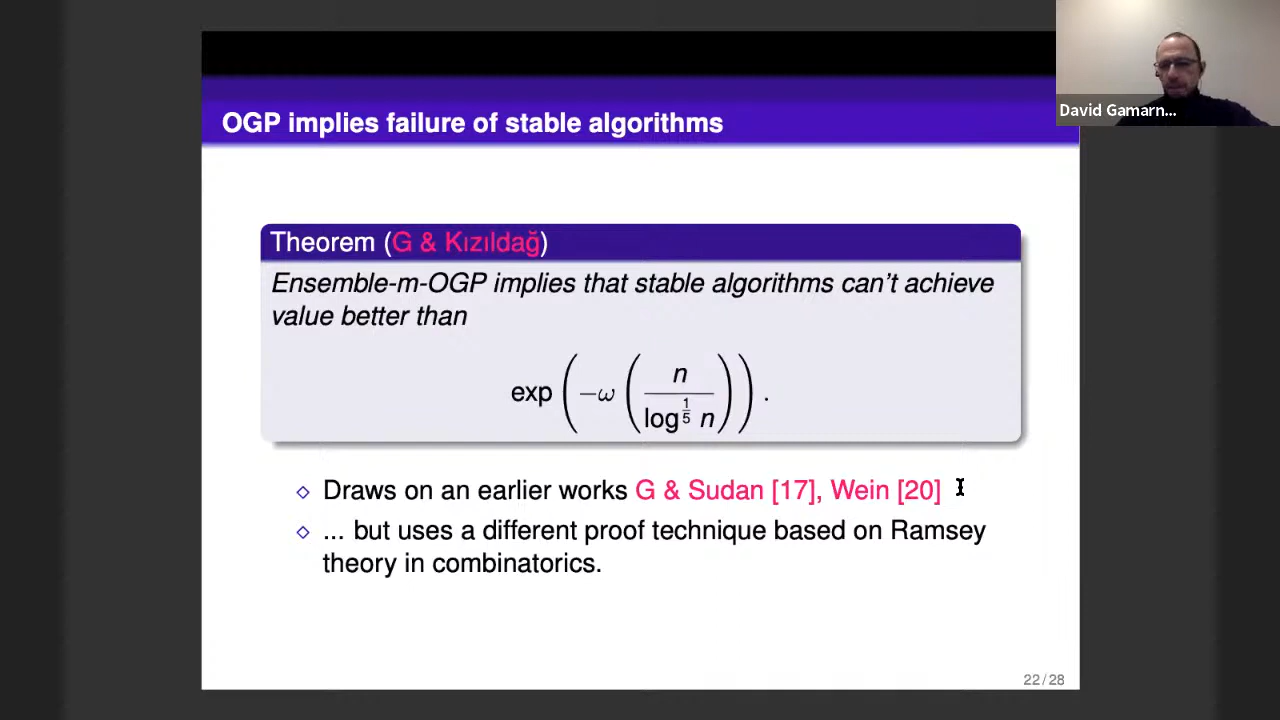 David Gamarn...
OGP implies failure of stable algorithms
Theorem (G & Kızıldağ)
Ensemble-m-OGP implies that stable algorithms can't achieve
value better than
exp(−ω(n/log^{1/5} n)).
◇ Draws on an earlier works G & Sudan [17], Wein [20]
◇ ... but uses a different proof technique based on Ramsey
theory in combinatorics.
22 / 28